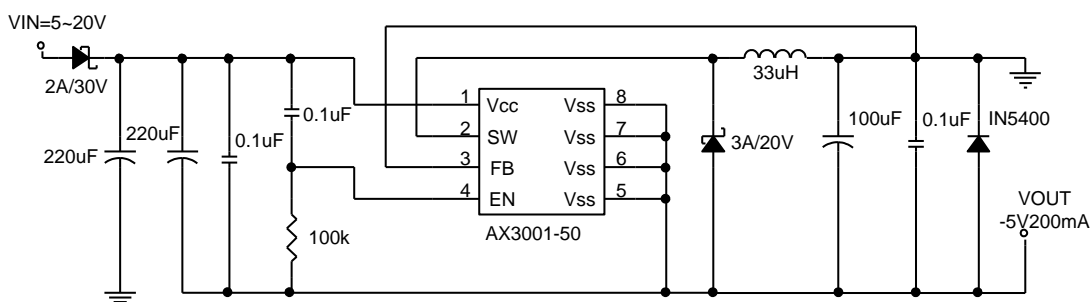 VIN=5~20V
2A/30V
220uF
220uF
0.1uF
0.1uF
100k
1
2
3
4
Vcc
SW
FB
EN
Vss
Vss
Vss
Vss
8
7
6
5
AX3001-50
33uH
3A/20V
100uF
0.1uF
IN5400
VOUT
-5V200mA